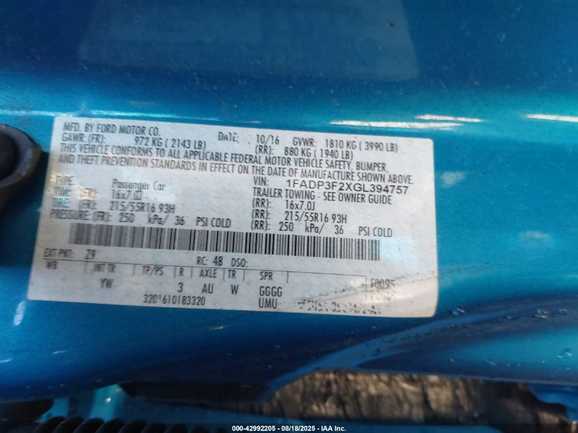 MFD. BY FORD MOTOR CO.
DATE: 10/16 GVWR: 1810 KG ( 3990 LB)
GAWR: (FR): 972 KG ( 2143 LB) (RR): 880 KG ( 1940 LB)
THIS VEHICLE CONFORMS TO ALL APPLICABLE FEDERAL MOTOR VEHICLE SAFETY, BUMPER,
AND THEFT PREVENTION STANDARDS IN EFFECT ON THE DATE OF MANUFACTURE SHOWN ABOVE.
VIN: 1FADP3F2XGL394757
TYPE: Passenger Car TRAILER TOWING - SEE OWNER GUIDE
RIM: (FR): 16x7.0J (RR): 16x7.0J
TIRE: (FR): 215/55R16 93H (RR): 215/55R16 93H
PRESSURE: (FR): 250 kPa/ 36 PSI COLD (RR): 250 kPa/ 36 PSI COLD
EXT PNT: Z9 RC: 48 DSO:
WB INT TP/PS R AXLE TR SPR
YW 3 AU W GGGG
3201610183320 UMU
000-42992205 - 08/18/2025 - IAA Inc.